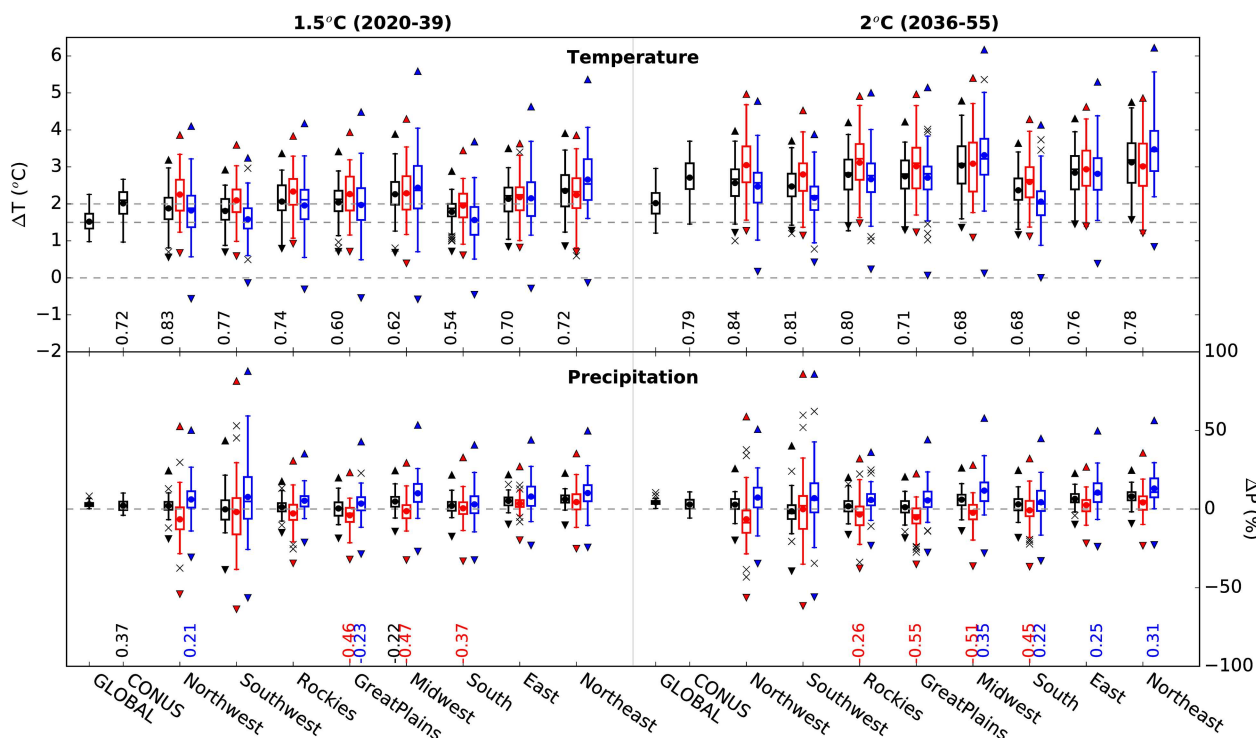 1.5°C (2020-39) 2°C (2036-55)
Temperature
ΔT (°C)
6
5
4
3
2
1
0
−1
−2
0.72 0.83 0.77 0.74 0.60 0.62 0.54 0.70 0.72 0.79 0.84 0.81 0.80 0.71 0.68 0.68 0.76 0.78
Precipitation
ΔP (%)
100
50
0
−50
−100
0.37 0.21 -0.46 -0.23 -0.22 -0.47 -0.37 -0.26 -0.55 -0.51 0.35 -0.45 0.22 0.25 0.31
GLOBAL CONUS Northwest Southwest Rockies GreatPlains Midwest South East Northeast GLOBAL CONUS Northwest Southwest Rockies GreatPlains Midwest South East Northeast